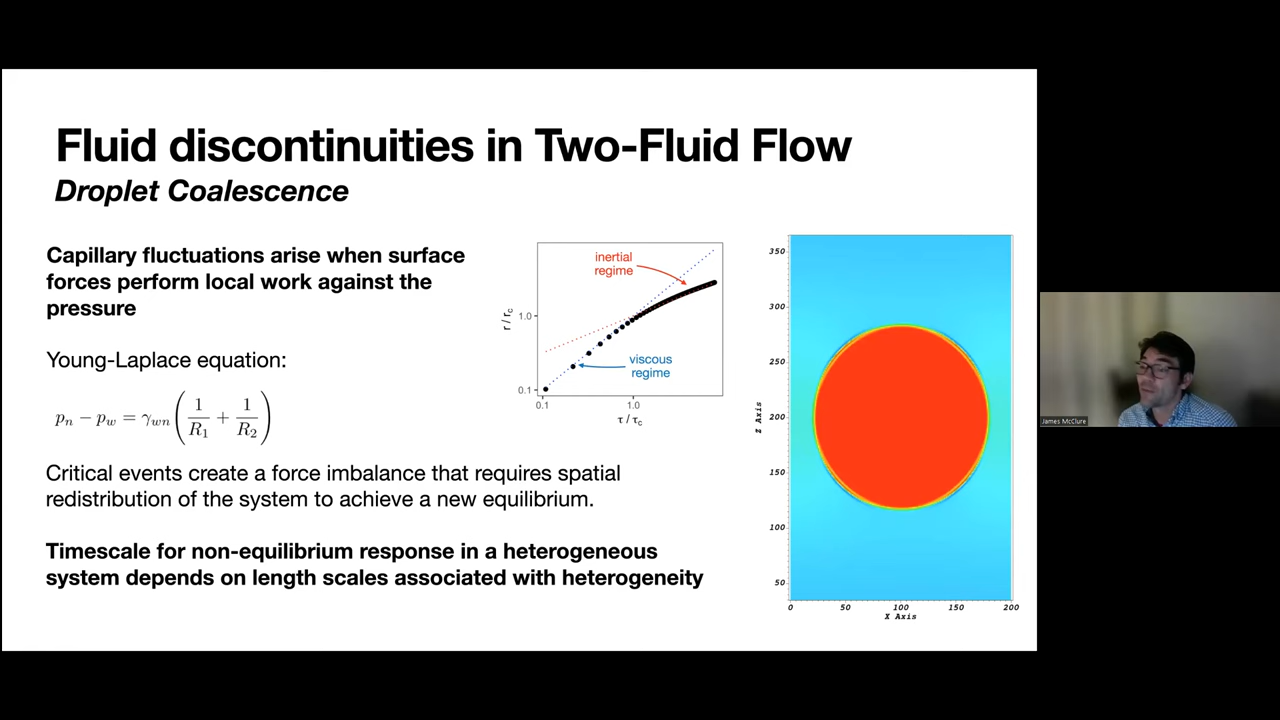 Fluid discontinuities in Two-Fluid Flow
Droplet Coalescence
Capillary fluctuations arise when surface
forces perform local work against the
pressure
Young-Laplace equation:
pₙ − p_w = γ_wn (1/R₁ + 1/R₂)
Critical events create a force imbalance that requires spatial
redistribution of the system to achieve a new equilibrium.
Timescale for non-equilibrium response in a heterogeneous
system depends on length scales associated with heterogeneity
inertial
regime
viscous
regime
r / r_c
1.0
0.1
0.1
1.0
τ / τ_c
Z Axis
350
300
250
200
150
100
50
0
50
100
150
200
X Axis
James McClure